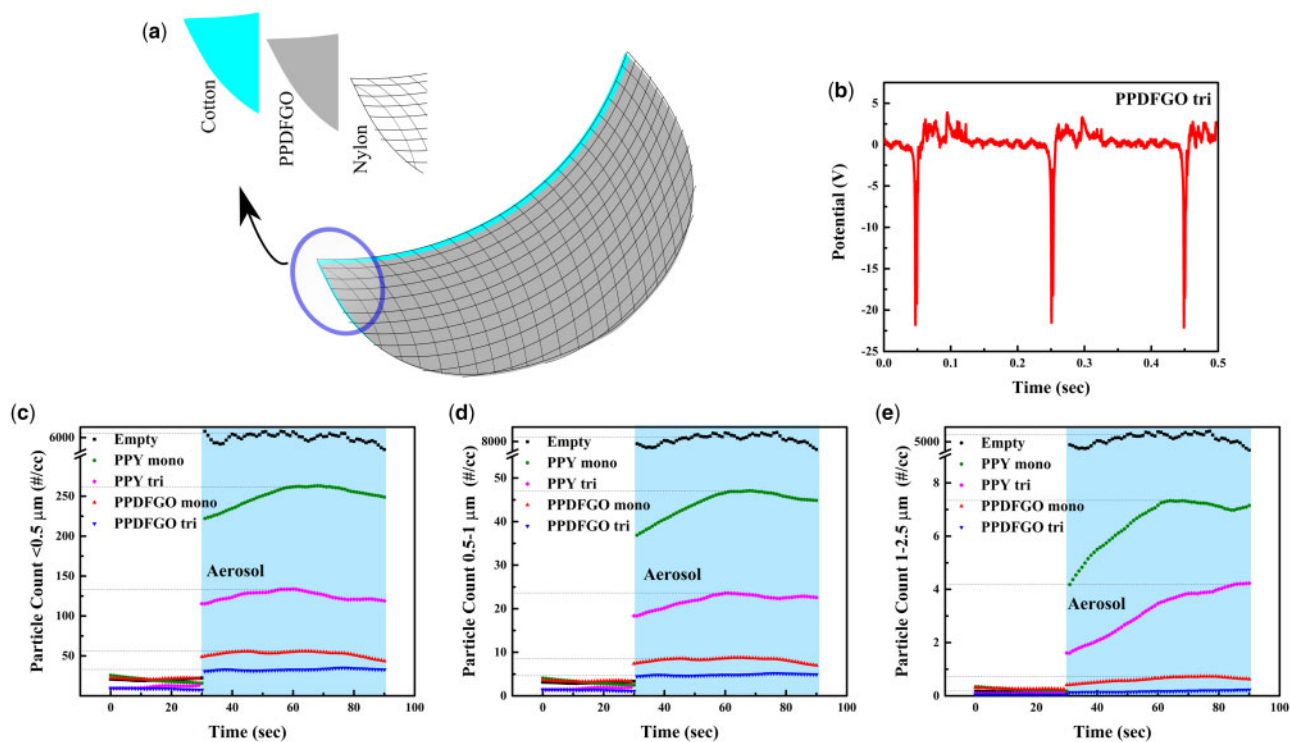 (a)
Cotton
PPDFGO
Nylon
(b)
PPDFGO tri
5
0
-5
-10
-15
-20
-25
Potential (V)
0.0 0.1 0.2 0.3 0.4 0.5
Time (sec)
(c)
Particle Count <0.5 μm (#/cc)
6000
250
200
150
100
50
Empty
PPY mono
PPY tri
PPDFGO mono
PPDFGO tri
Aerosol
0 20 40 60 80 100
Time (sec)
(d)
Particle Count 0.5-1 μm (#/cc)
8000
50
40
30
20
10
0
Empty
PPY mono
PPY tri
PPDFGO mono
PPDFGO tri
Aerosol
0 20 40 60 80 100
Time (sec)
(e)
Particle Count 1-2.5 μm (#/cc)
5000
8
6
4
2
0
Empty
PPY mono
PPY tri
PPDFGO mono
PPDFGO tri
Aerosol
0 20 40 60 80 100
Time (sec)